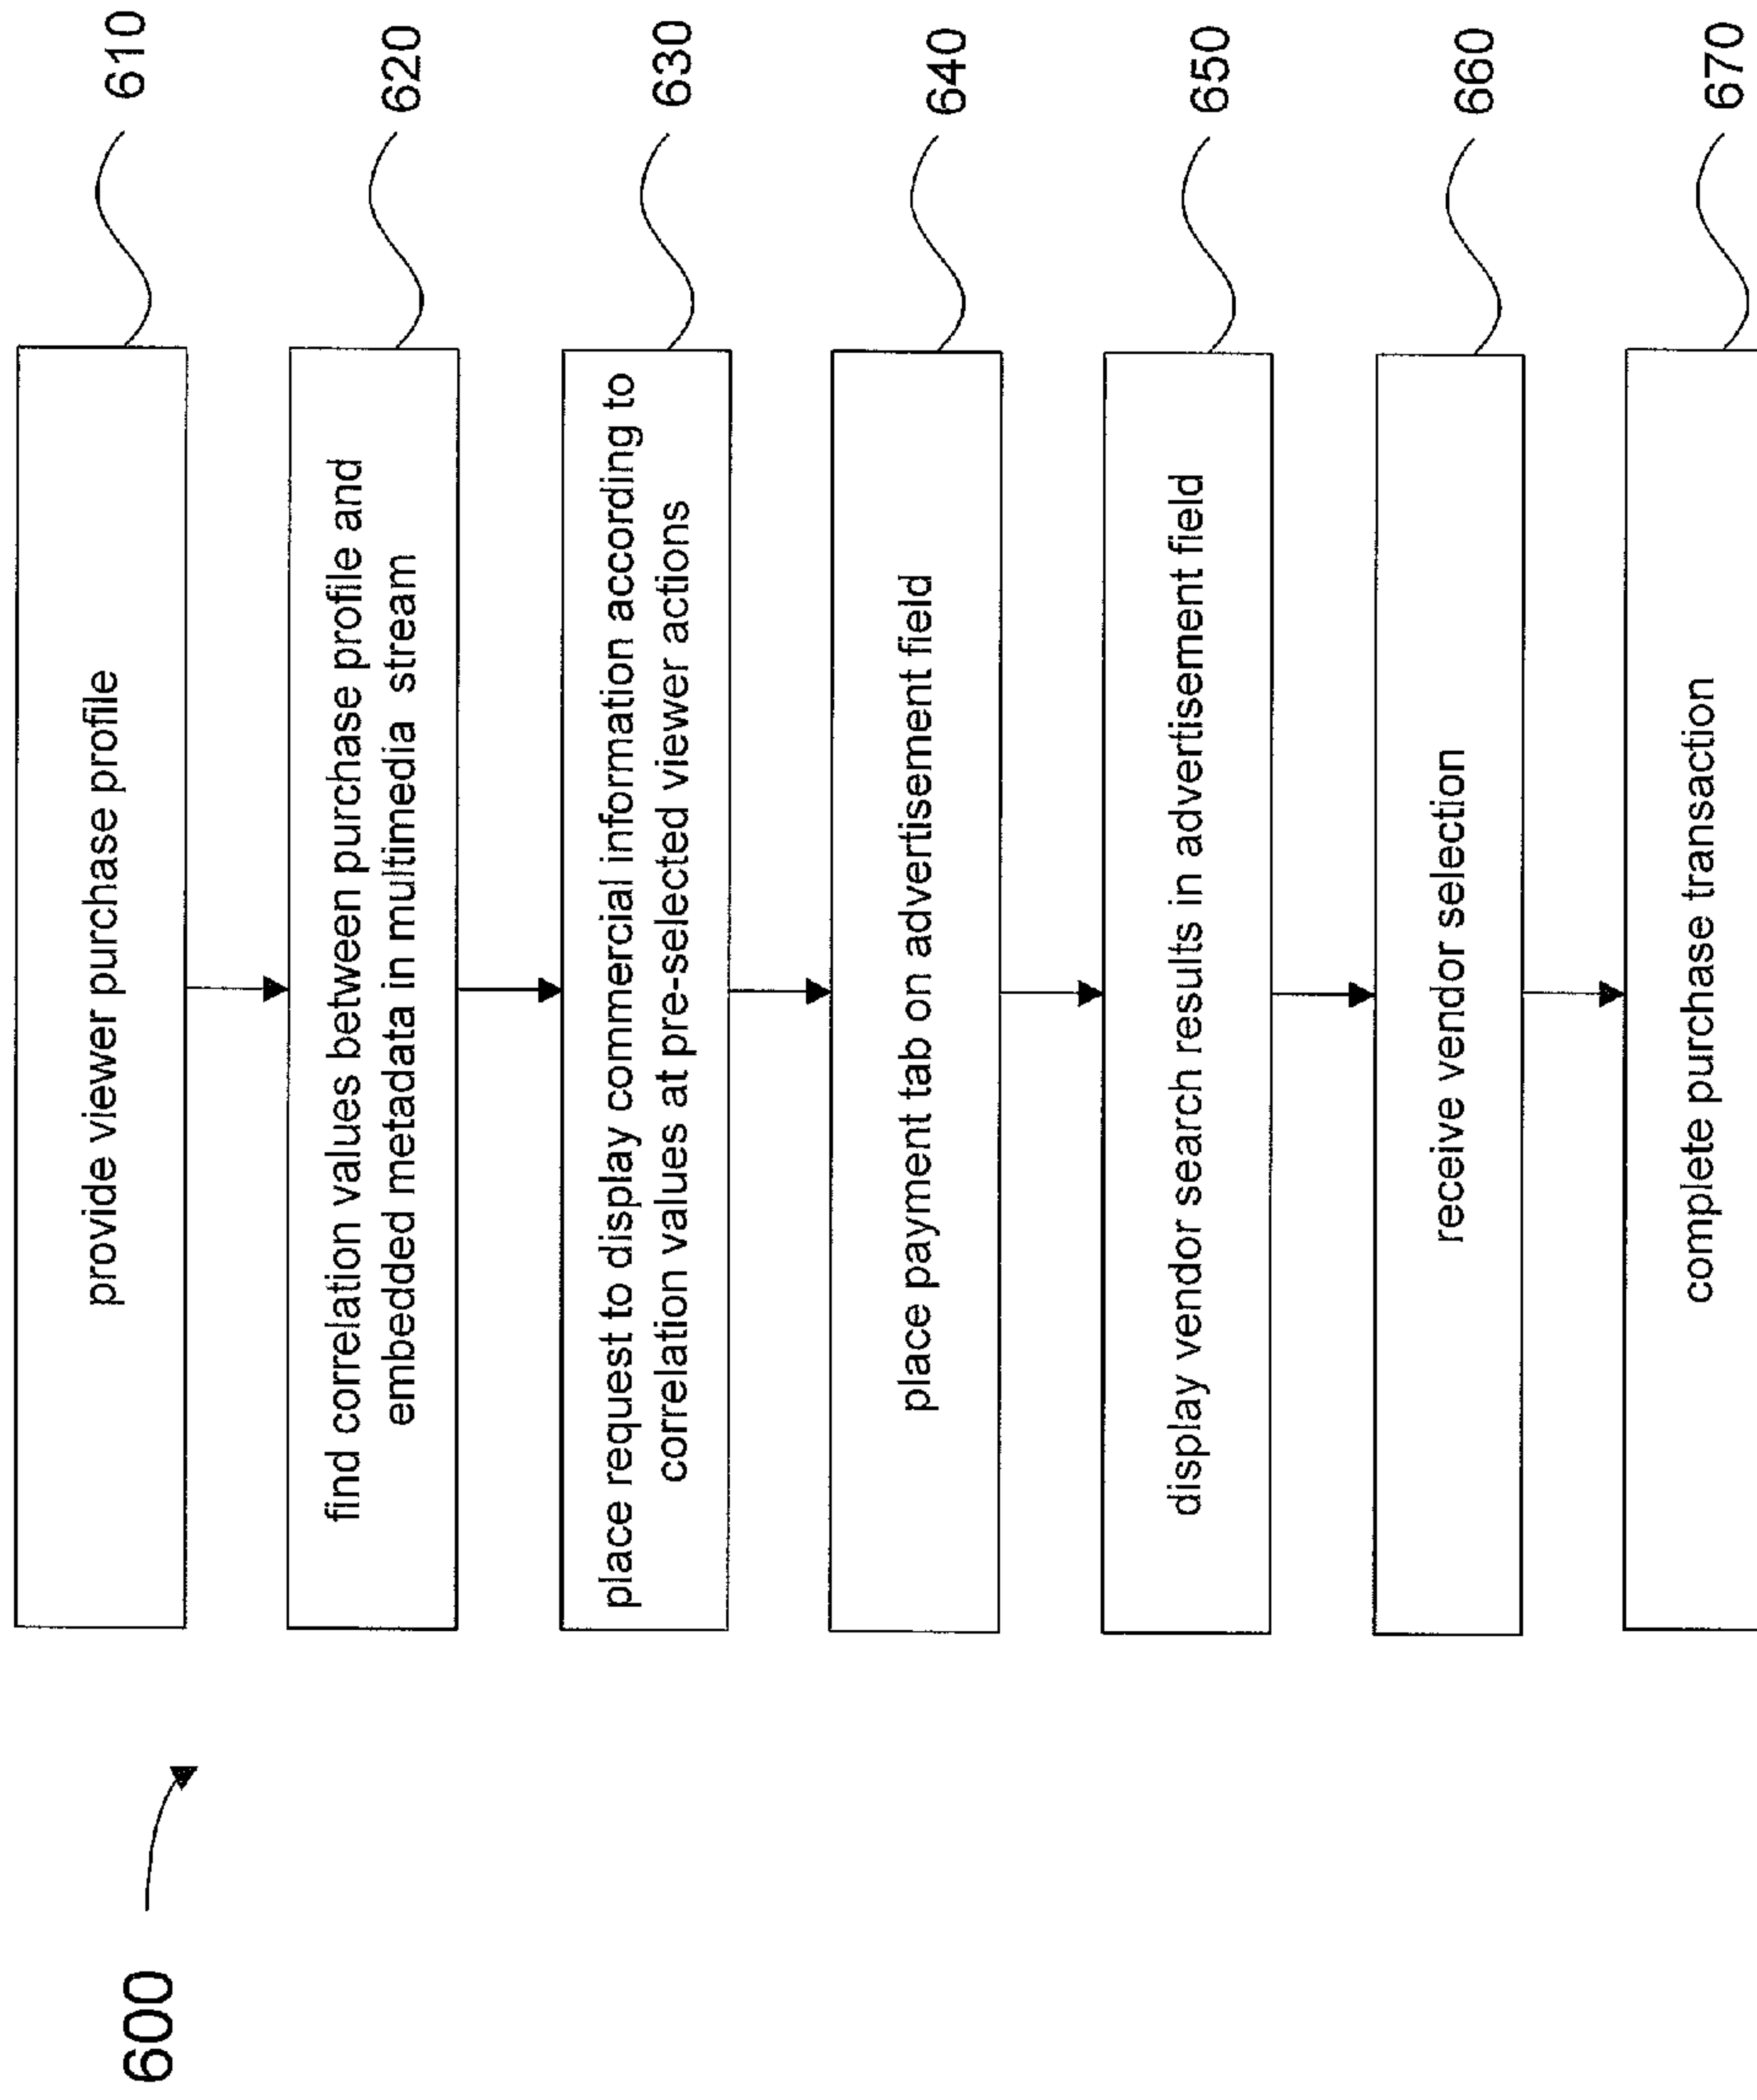 600
provide viewer purchase profile
610
find correlation values between purchase profile and
embedded metadata in multimedia stream
620
place request to display commercial information according to
correlation values at pre-selected viewer actions
630
place payment tab on advertisement field
640
display vendor search results in advertisement field
650
receive vendor selection
660
complete purchase transaction
670